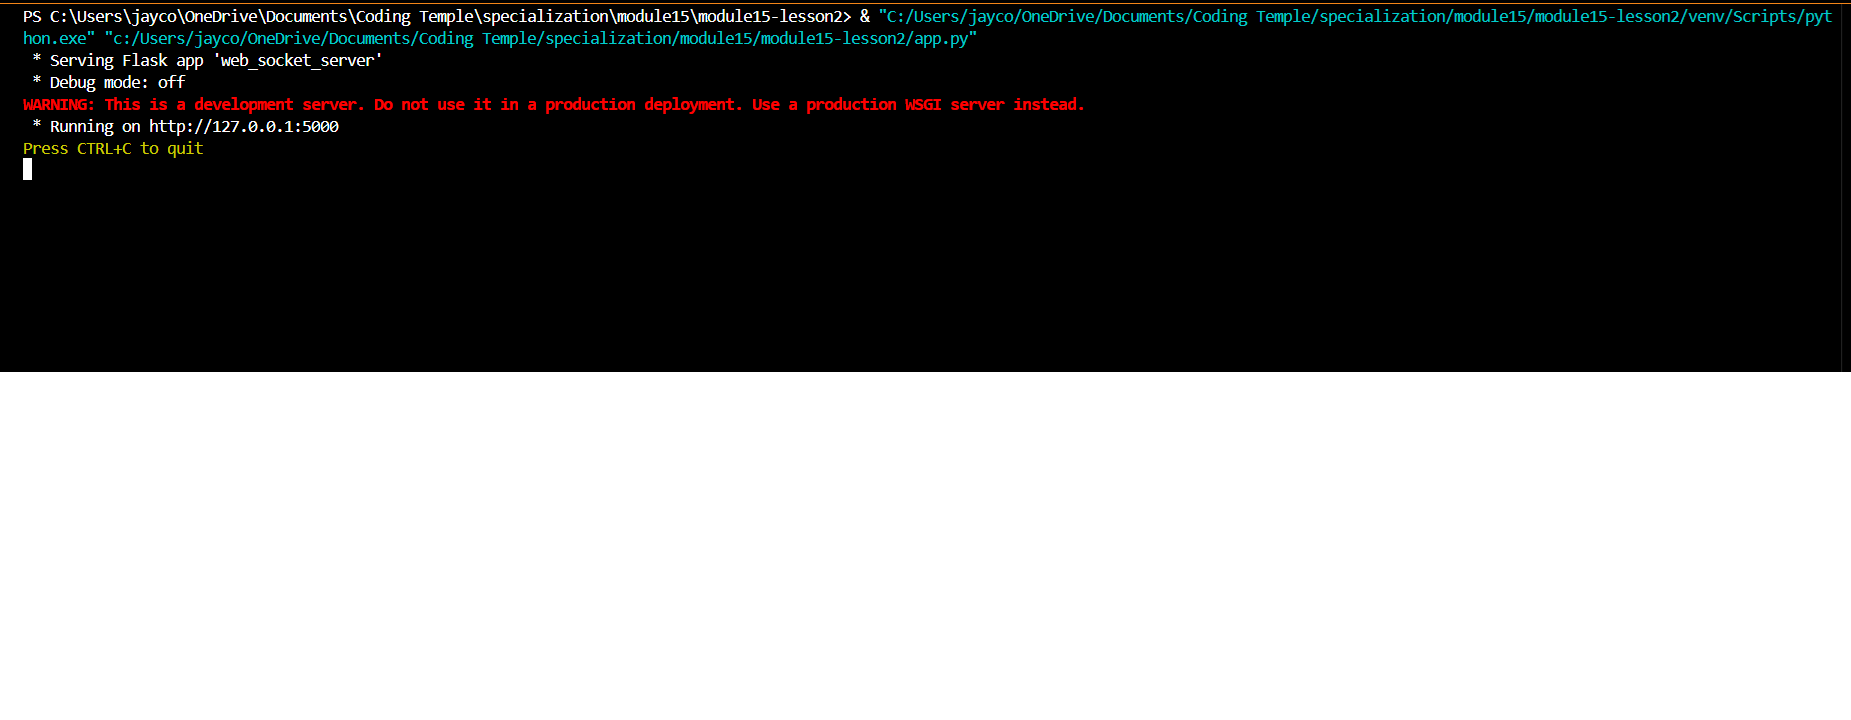 PS C:\Users\jayco\OneDrive\Documents\Coding Temple\specialization\module15\module15-lesson2> & "C:/Users/jayco/OneDrive/Documents/Coding Temple/specialization/module15/module15-lesson2/venv/Scripts/pyt
hon.exe" "c:/Users/jayco/OneDrive/Documents/Coding Temple/specialization/module15/module15-lesson2/app.py"
 * Serving Flask app 'web_socket_server'
 * Debug mode: off
WARNING: This is a development server. Do not use it in a production deployment. Use a production WSGI server instead.
 * Running on http://127.0.0.1:5000
Press CTRL+C to quit